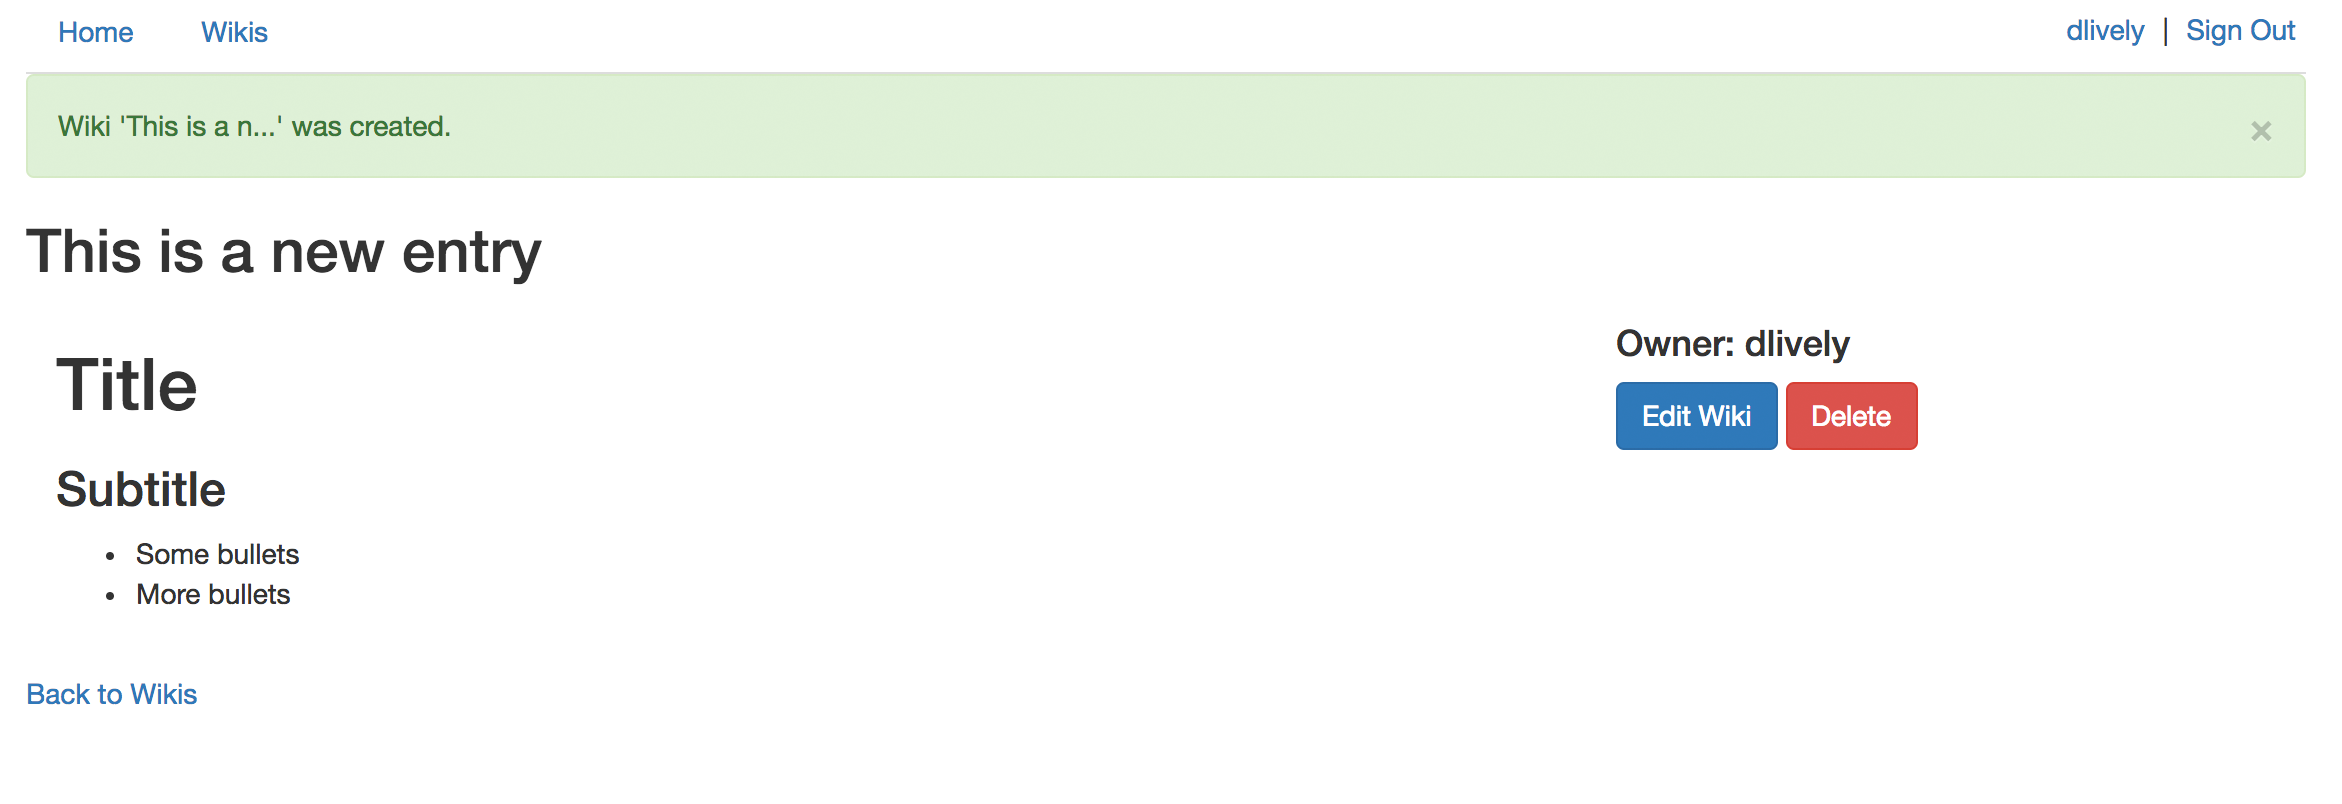 Home Wikis dlively | Sign Out
Wiki 'This is a n...' was created. ×
This is a new entry
Title
Owner: dlively
Edit Wiki Delete
Subtitle
• Some bullets
• More bullets
Back to Wikis